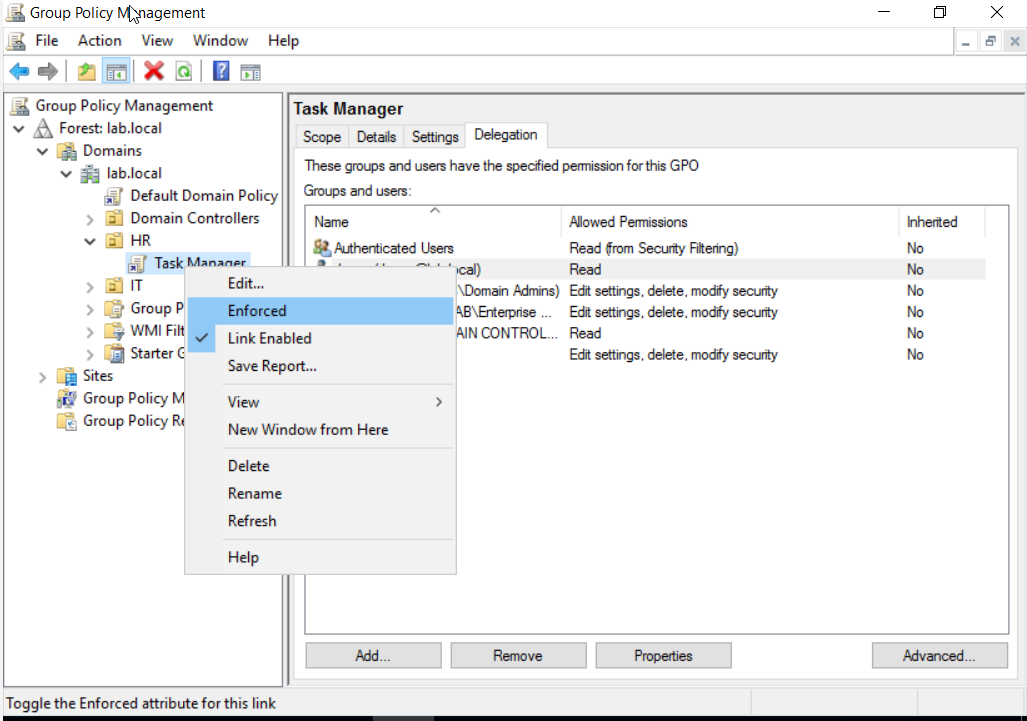 Group Policy Management
File Action View Window Help
Group Policy Management
Forest: lab.local
Domains
lab.local
Default Domain Policy
Domain Controllers
HR
Task Manager
IT
Group P
WMI Filt
Starter G
Sites
Group Policy M
Group Policy Re
Edit...
Enforced
Link Enabled
Save Report...
View
New Window from Here
Delete
Rename
Refresh
Help
Task Manager
Scope Details Settings Delegation
These groups and users have the specified permission for this GPO
Groups and users:
Name Allowed Permissions Inherited
Authenticated Users Read (from Security Filtering) No
cal) Read No
\Domain Admins) Edit settings, delete, modify security No
AB\Enterprise ... Edit settings, delete, modify security No
AIN CONTROL... Read No
Edit settings, delete, modify security No
Add... Remove Properties Advanced...
Toggle the Enforced attribute for this link